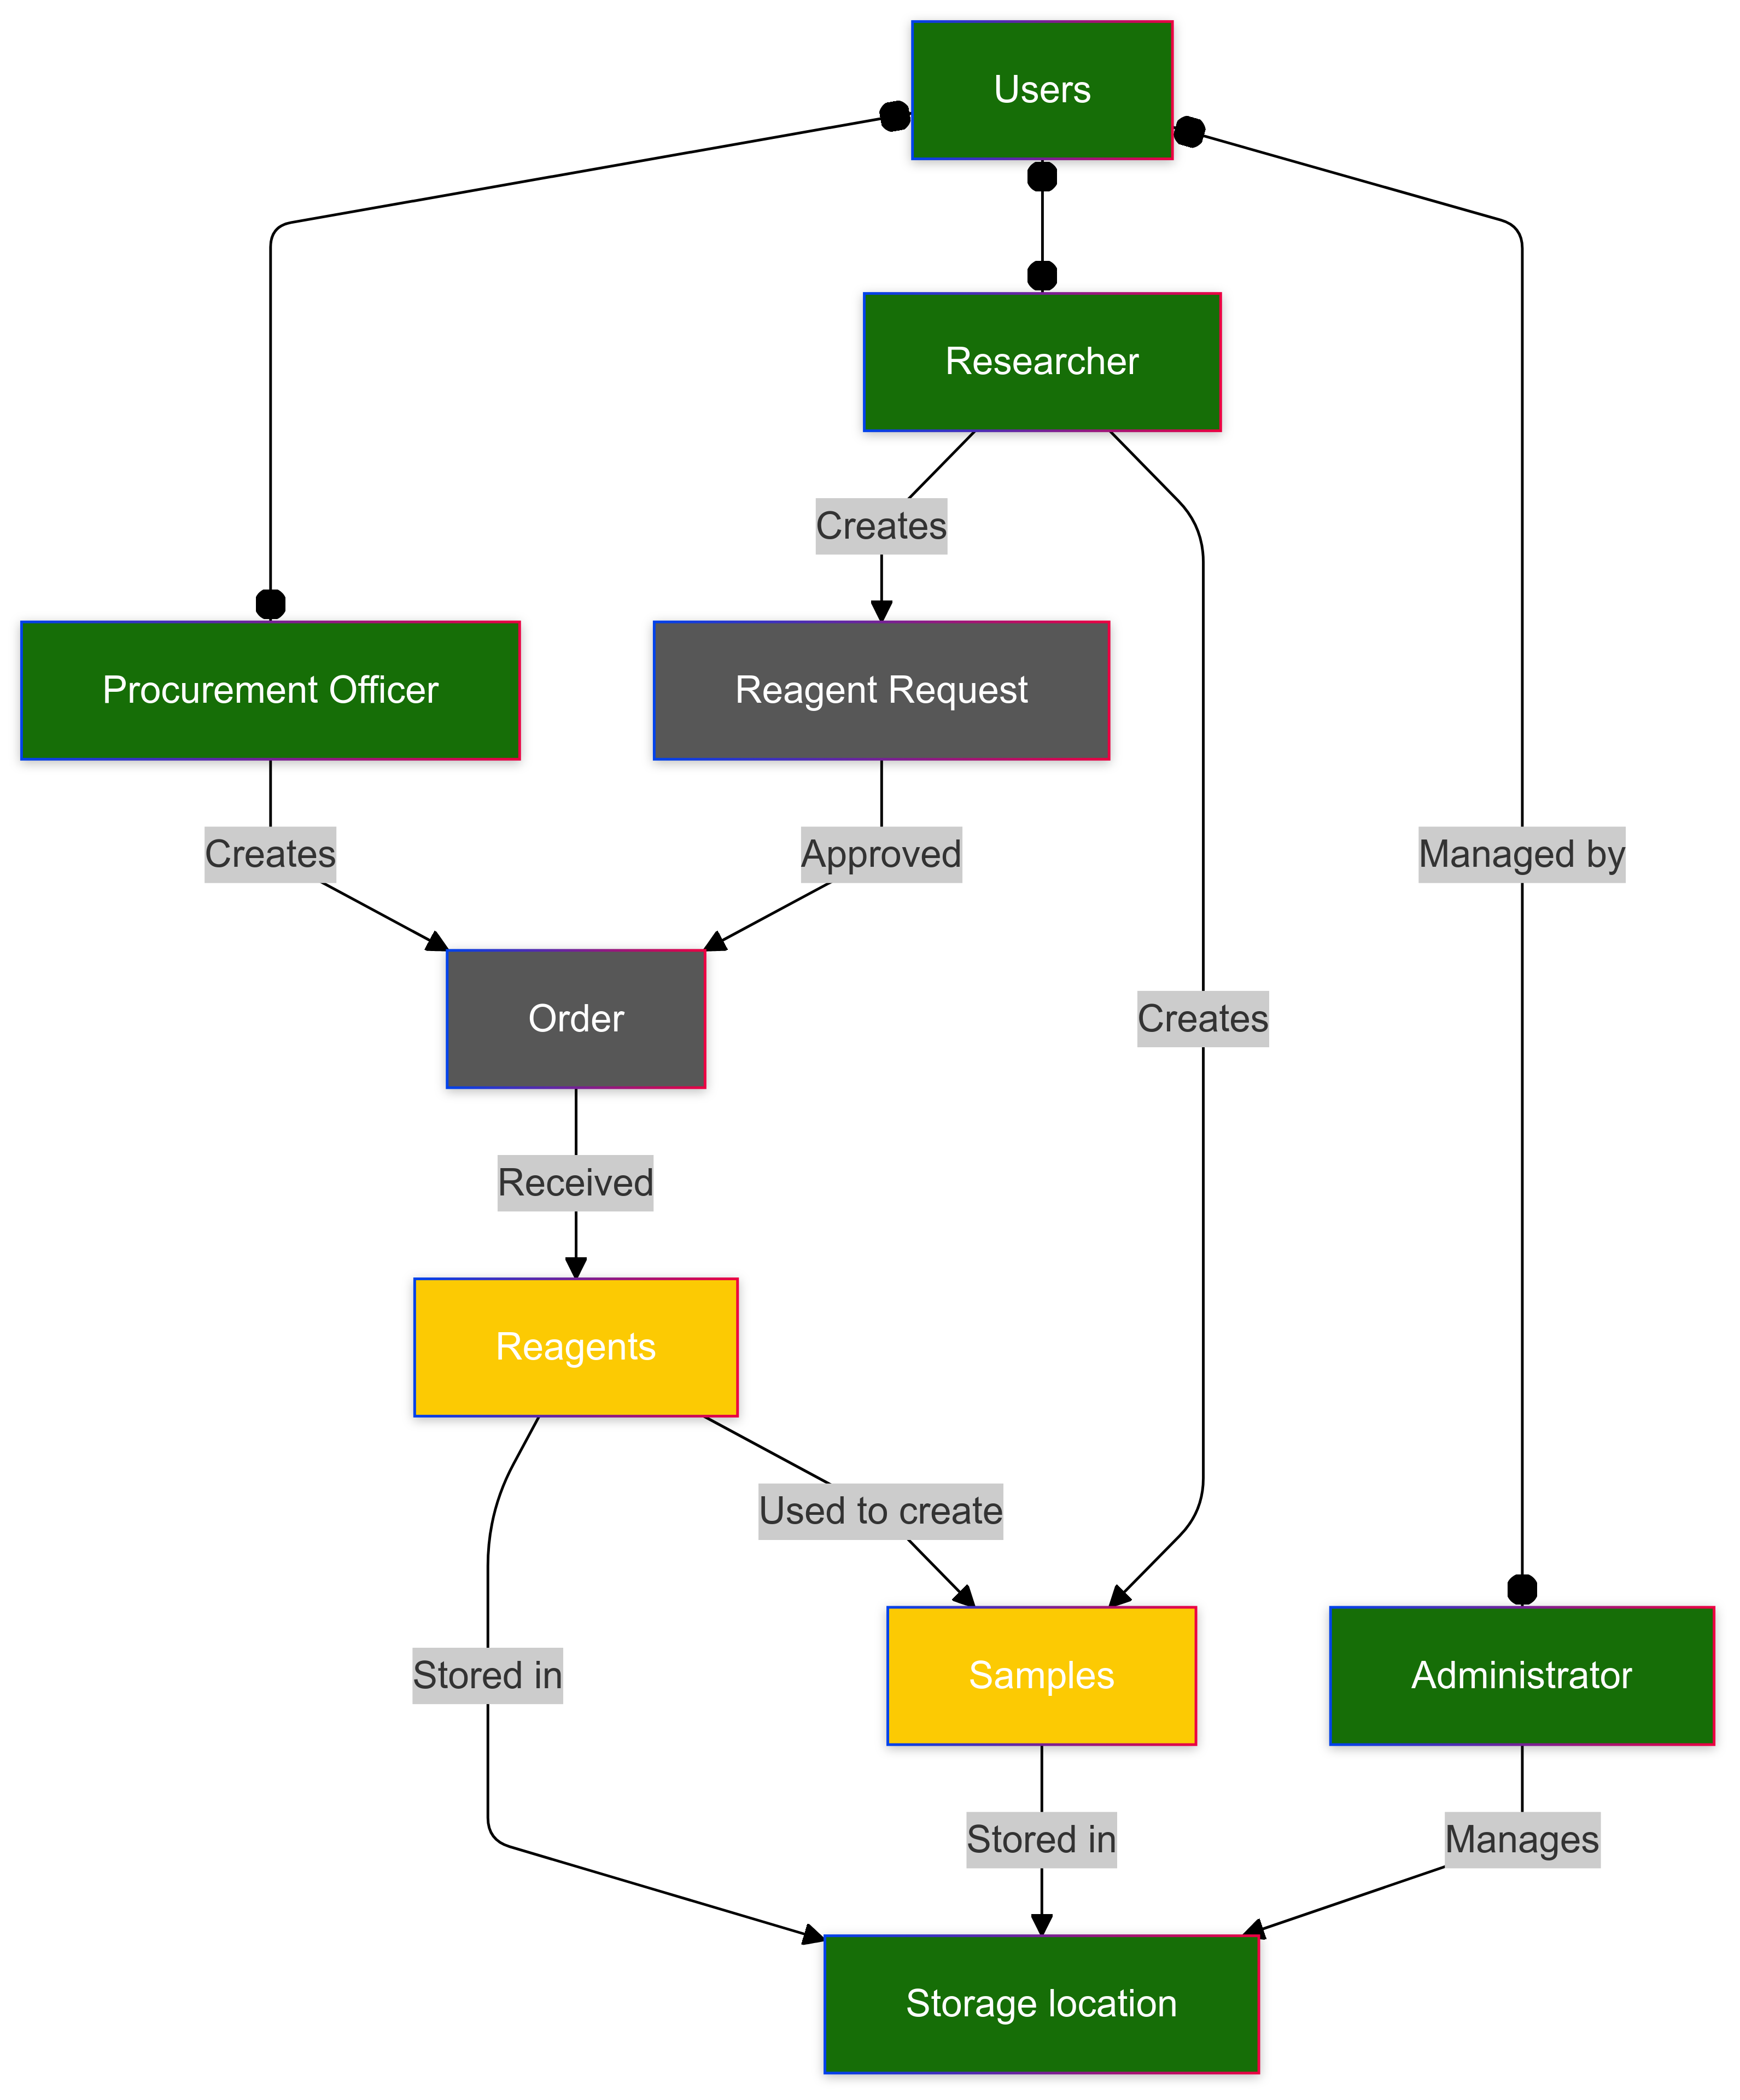 Users
Researcher
Creates
Procurement Officer
Reagent Request
Creates
Approved
Managed by
Order
Creates
Received
Reagents
Used to create
Stored in
Samples
Administrator
Stored in
Manages
Storage location